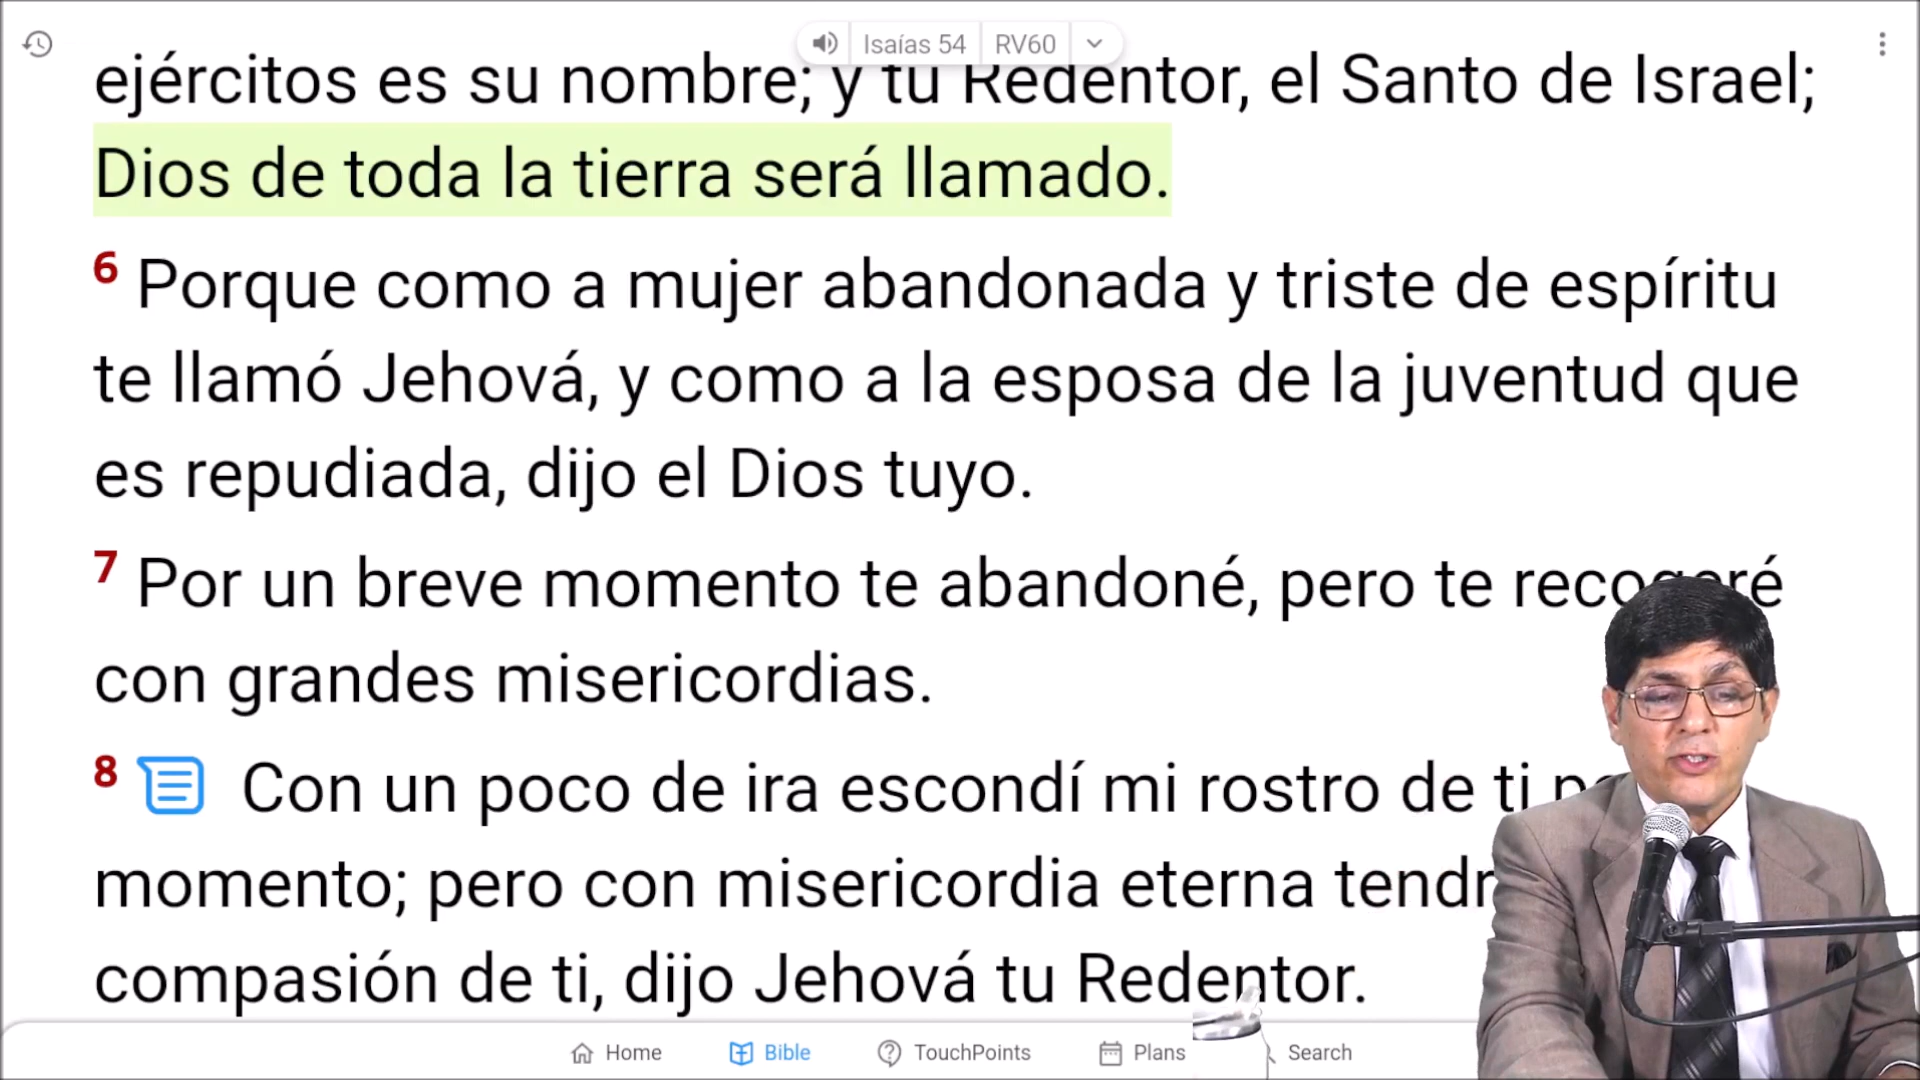 Isaías 54 RV60
ejércitos es su nombre; y tu Redentor, el Santo de Israel;
Dios de toda la tierra será llamado.
6 Porque como a mujer abandonada y triste de espíritu
te llamó Jehová, y como a la esposa de la juventud que
es repudiada, dijo el Dios tuyo.
7 Por un breve momento te abandoné, pero te recogeré
con grandes misericordias.
8 Con un poco de ira escondí mi rostro de ti
momento; pero con misericordia eterna
compasión de ti, dijo Jehová tu Redentor.
Home Bible TouchPoints Plans Search